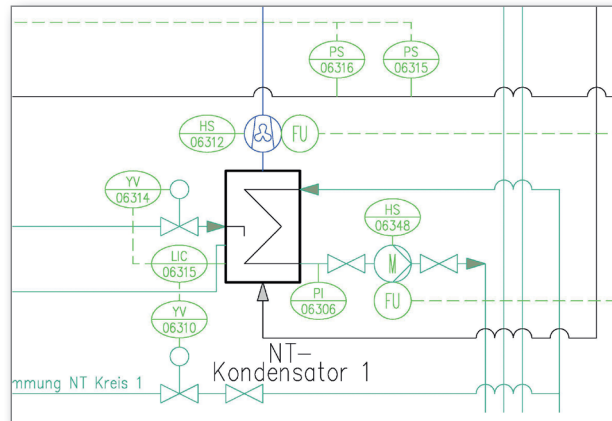 PS
06316
PS
06315
HS
06312
FU
YV
06314
HS
06348
LIC
06315
M
PI
06306
FU
YV
06310
NT-
Kondensator 1
mmung NT Kreis 1